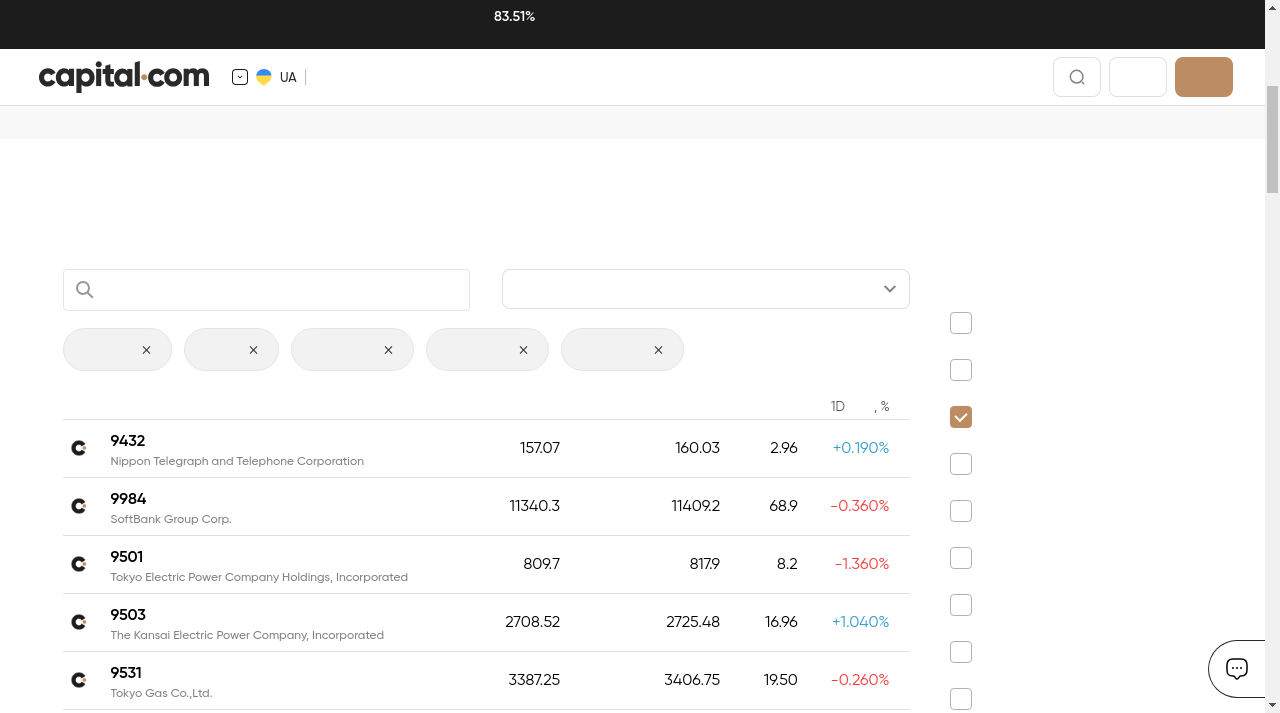 83.51%
capital.com
UA
1D , %
9432 157.07 160.03 2.96 +0.190%
Nippon Telegraph and Telephone Corporation
9984 11340.3 11409.2 68.9 -0.360%
SoftBank Group Corp.
9501 809.7 817.9 8.2 -1.360%
Tokyo Electric Power Company Holdings, Incorporated
9503 2708.52 2725.48 16.96 +1.040%
The Kansai Electric Power Company, Incorporated
9531 3387.25 3406.75 19.50 -0.260%
Tokyo Gas Co.,Ltd.